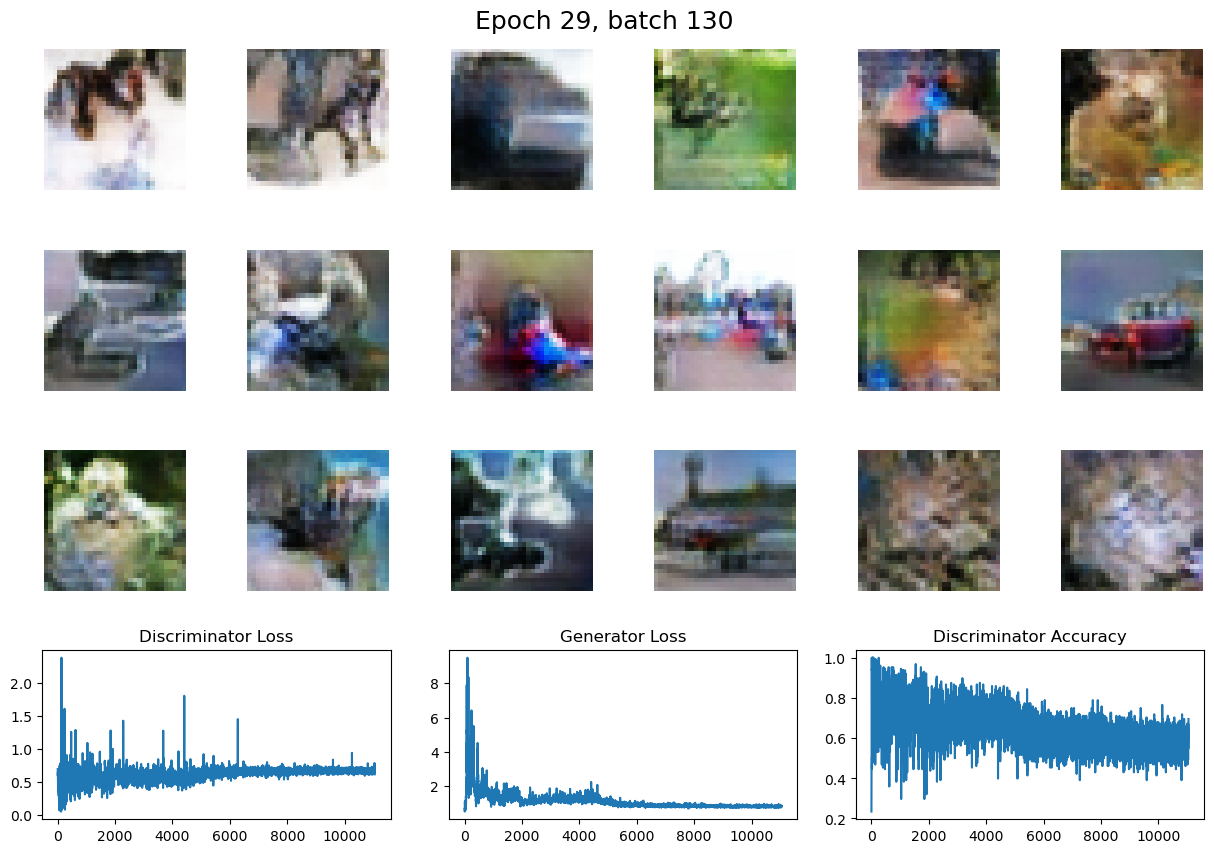 Epoch 29, batch 130
Discriminator Loss
Generator Loss
Discriminator Accuracy
2.0
1.5
1.0
0.5
0.0
0 2000 4000 6000 8000 10000
8
6
4
2
0 2000 4000 6000 8000 10000
1.0
0.8
0.6
0.4
0.2
0 2000 4000 6000 8000 10000